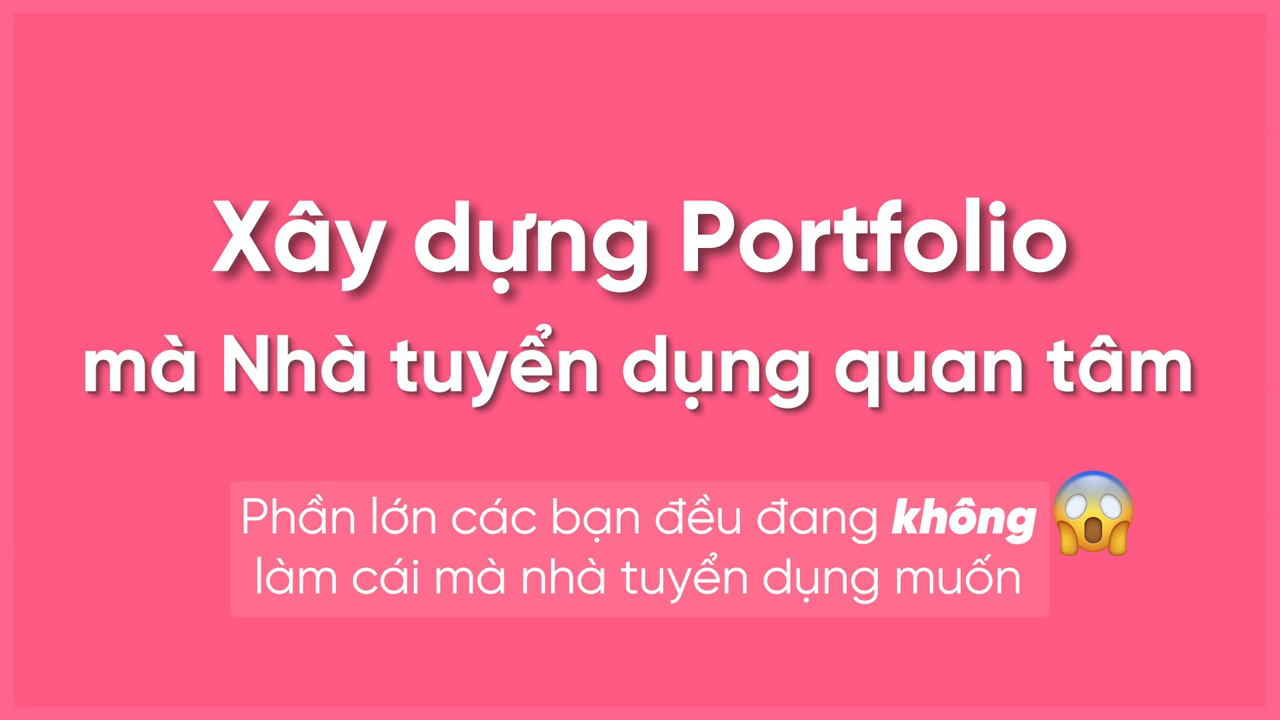 Xây dựng Portfolio
mà Nhà tuyển dụng quan tâm
Phần lớn các bạn đều đang không
làm cái mà nhà tuyển dụng muốn